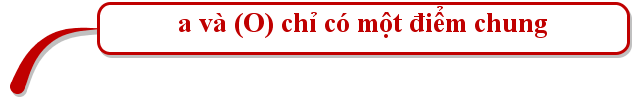 a và (O) chỉ có một điểm chung